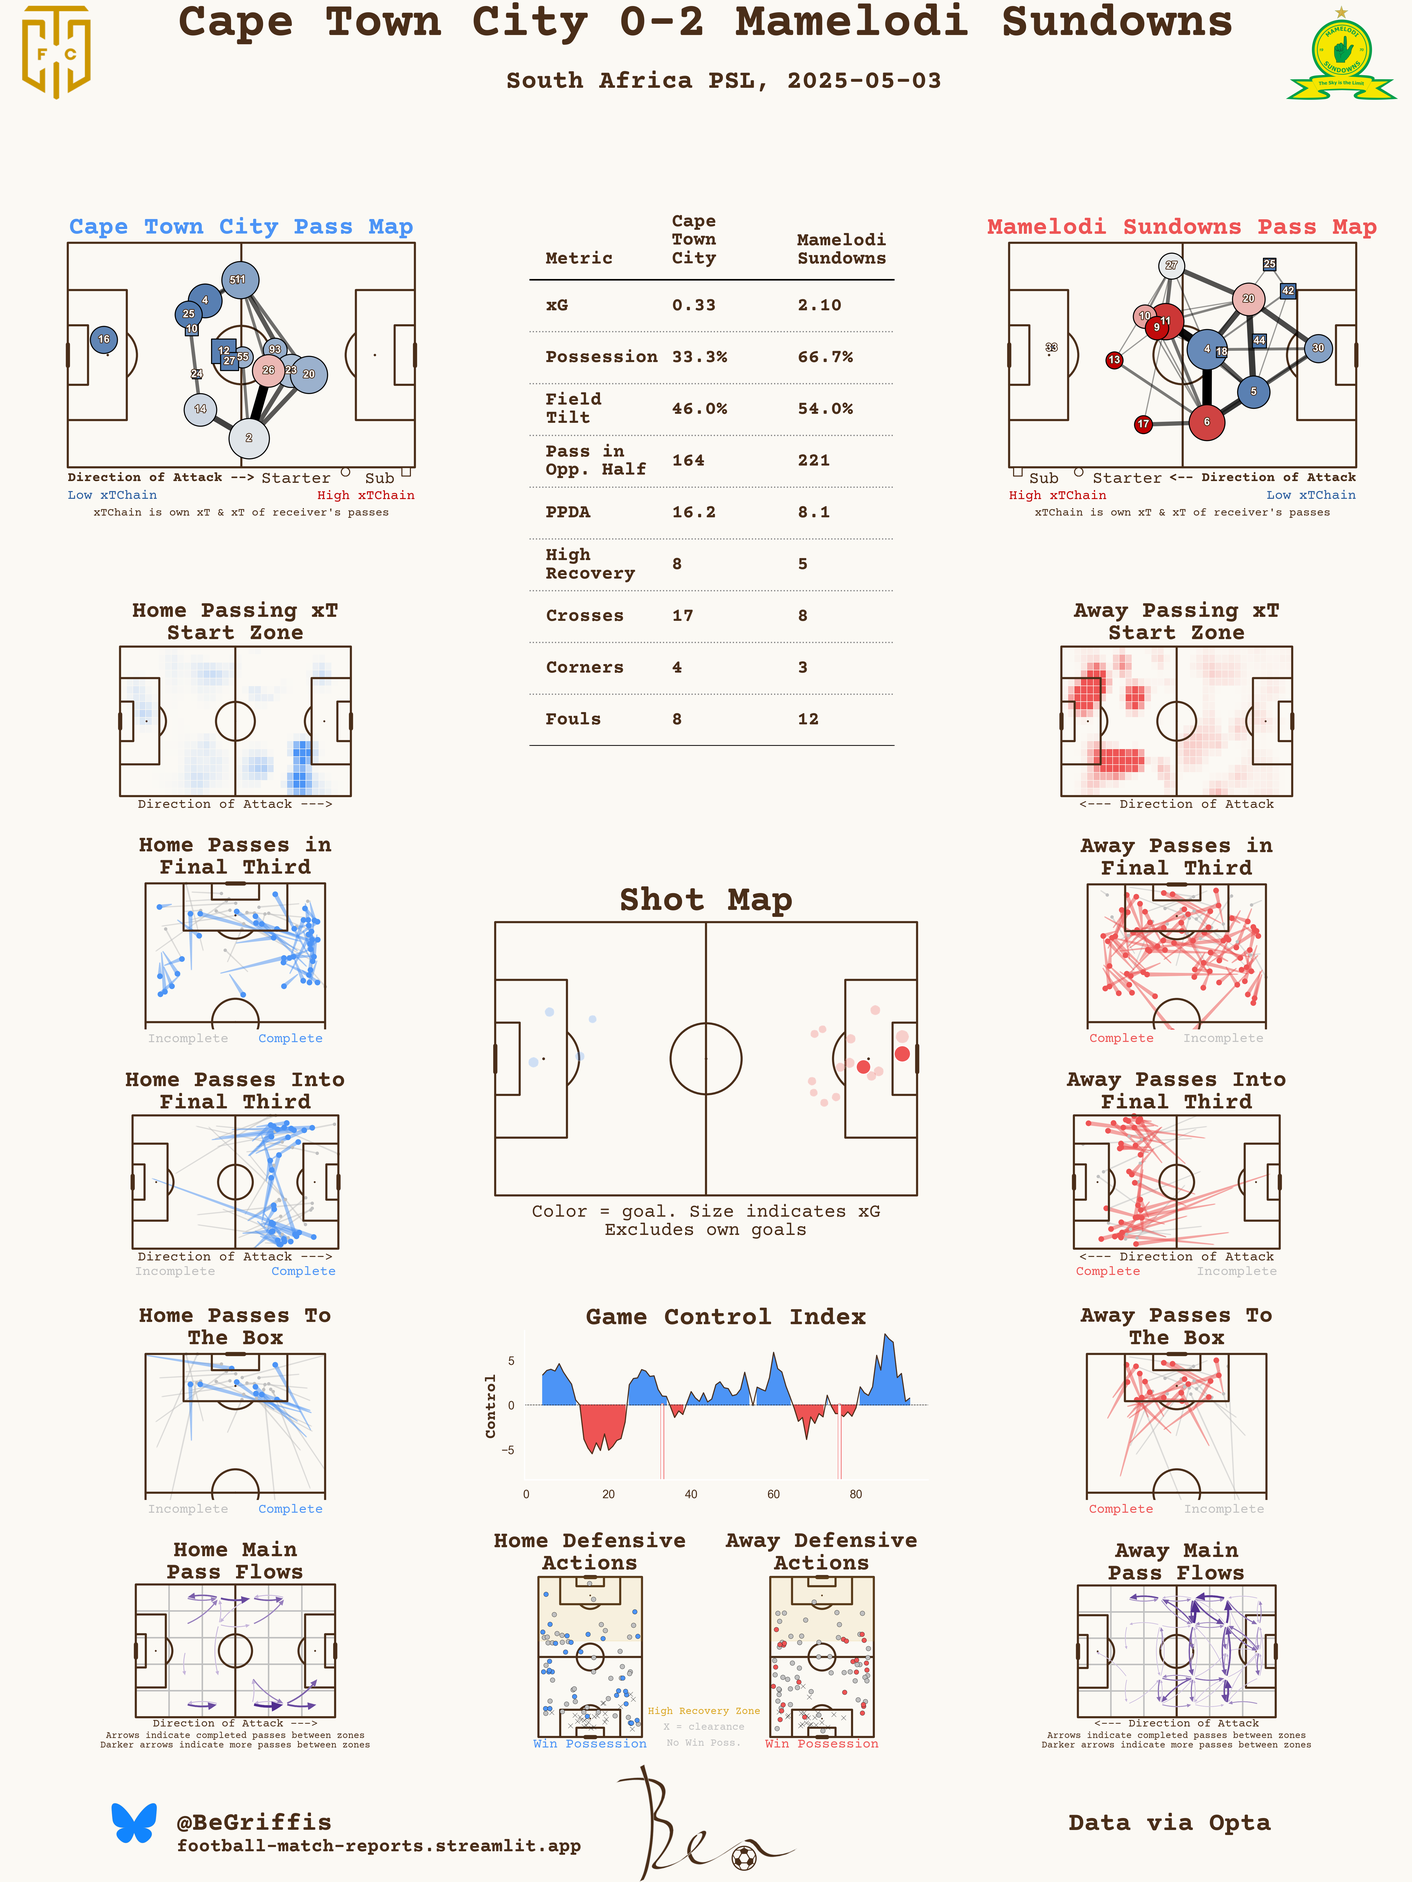 Cape Town City 0-2 Mamelodi Sundowns
South Africa PSL, 2025-05-03
F C
MAMELODI
SUNDOWNS
The Sky is the Limit
Cape Town City Pass Map
511
4
25
10
16
12
27
55
93
26
23
20
24
14
2
Direction of Attack --> Starter Sub
Low xTChain High xTChain
xTChain is own xT & xT of receiver's passes
Metric Cape Town City Mamelodi Sundowns
xG 0.33 2.10
Possession 33.3% 66.7%
Field Tilt 46.0% 54.0%
Pass in Opp. Half 164 221
PPDA 16.2 8.1
High Recovery 8 5
Crosses 17 8
Corners 4 3
Fouls 8 12
Mamelodi Sundowns Pass Map
27
25
42
20
10
11
9
33
13
4
18
44
30
5
17
6
Sub Starter <-- Direction of Attack
High xTChain Low xTChain
xTChain is own xT & xT of receiver's passes
Home Passing xT
Start Zone
Direction of Attack --->
Away Passing xT
Start Zone
<--- Direction of Attack
Home Passes in
Final Third
Incomplete Complete
Away Passes in
Final Third
Complete Incomplete
Shot Map
Color = goal. Size indicates xG
Excludes own goals
Home Passes Into
Final Third
Direction of Attack --->
Incomplete Complete
Away Passes Into
Final Third
<--- Direction of Attack
Complete Incomplete
Home Passes To
The Box
Incomplete Complete
Game Control Index
Control
5
0
−5
0 20 40 60 80
Away Passes To
The Box
Complete Incomplete
Home Main
Pass Flows
Direction of Attack --->
Arrows indicate completed passes between zones
Darker arrows indicate more passes between zones
Home Defensive
Actions
Win Possession
Away Defensive
Actions
Win Possession
High Recovery Zone
X = clearance
No Win Poss.
Away Main
Pass Flows
<--- Direction of Attack
Arrows indicate completed passes between zones
Darker arrows indicate more passes between zones
@BeGriffis
football-match-reports.streamlit.app
Ben
Data via Opta